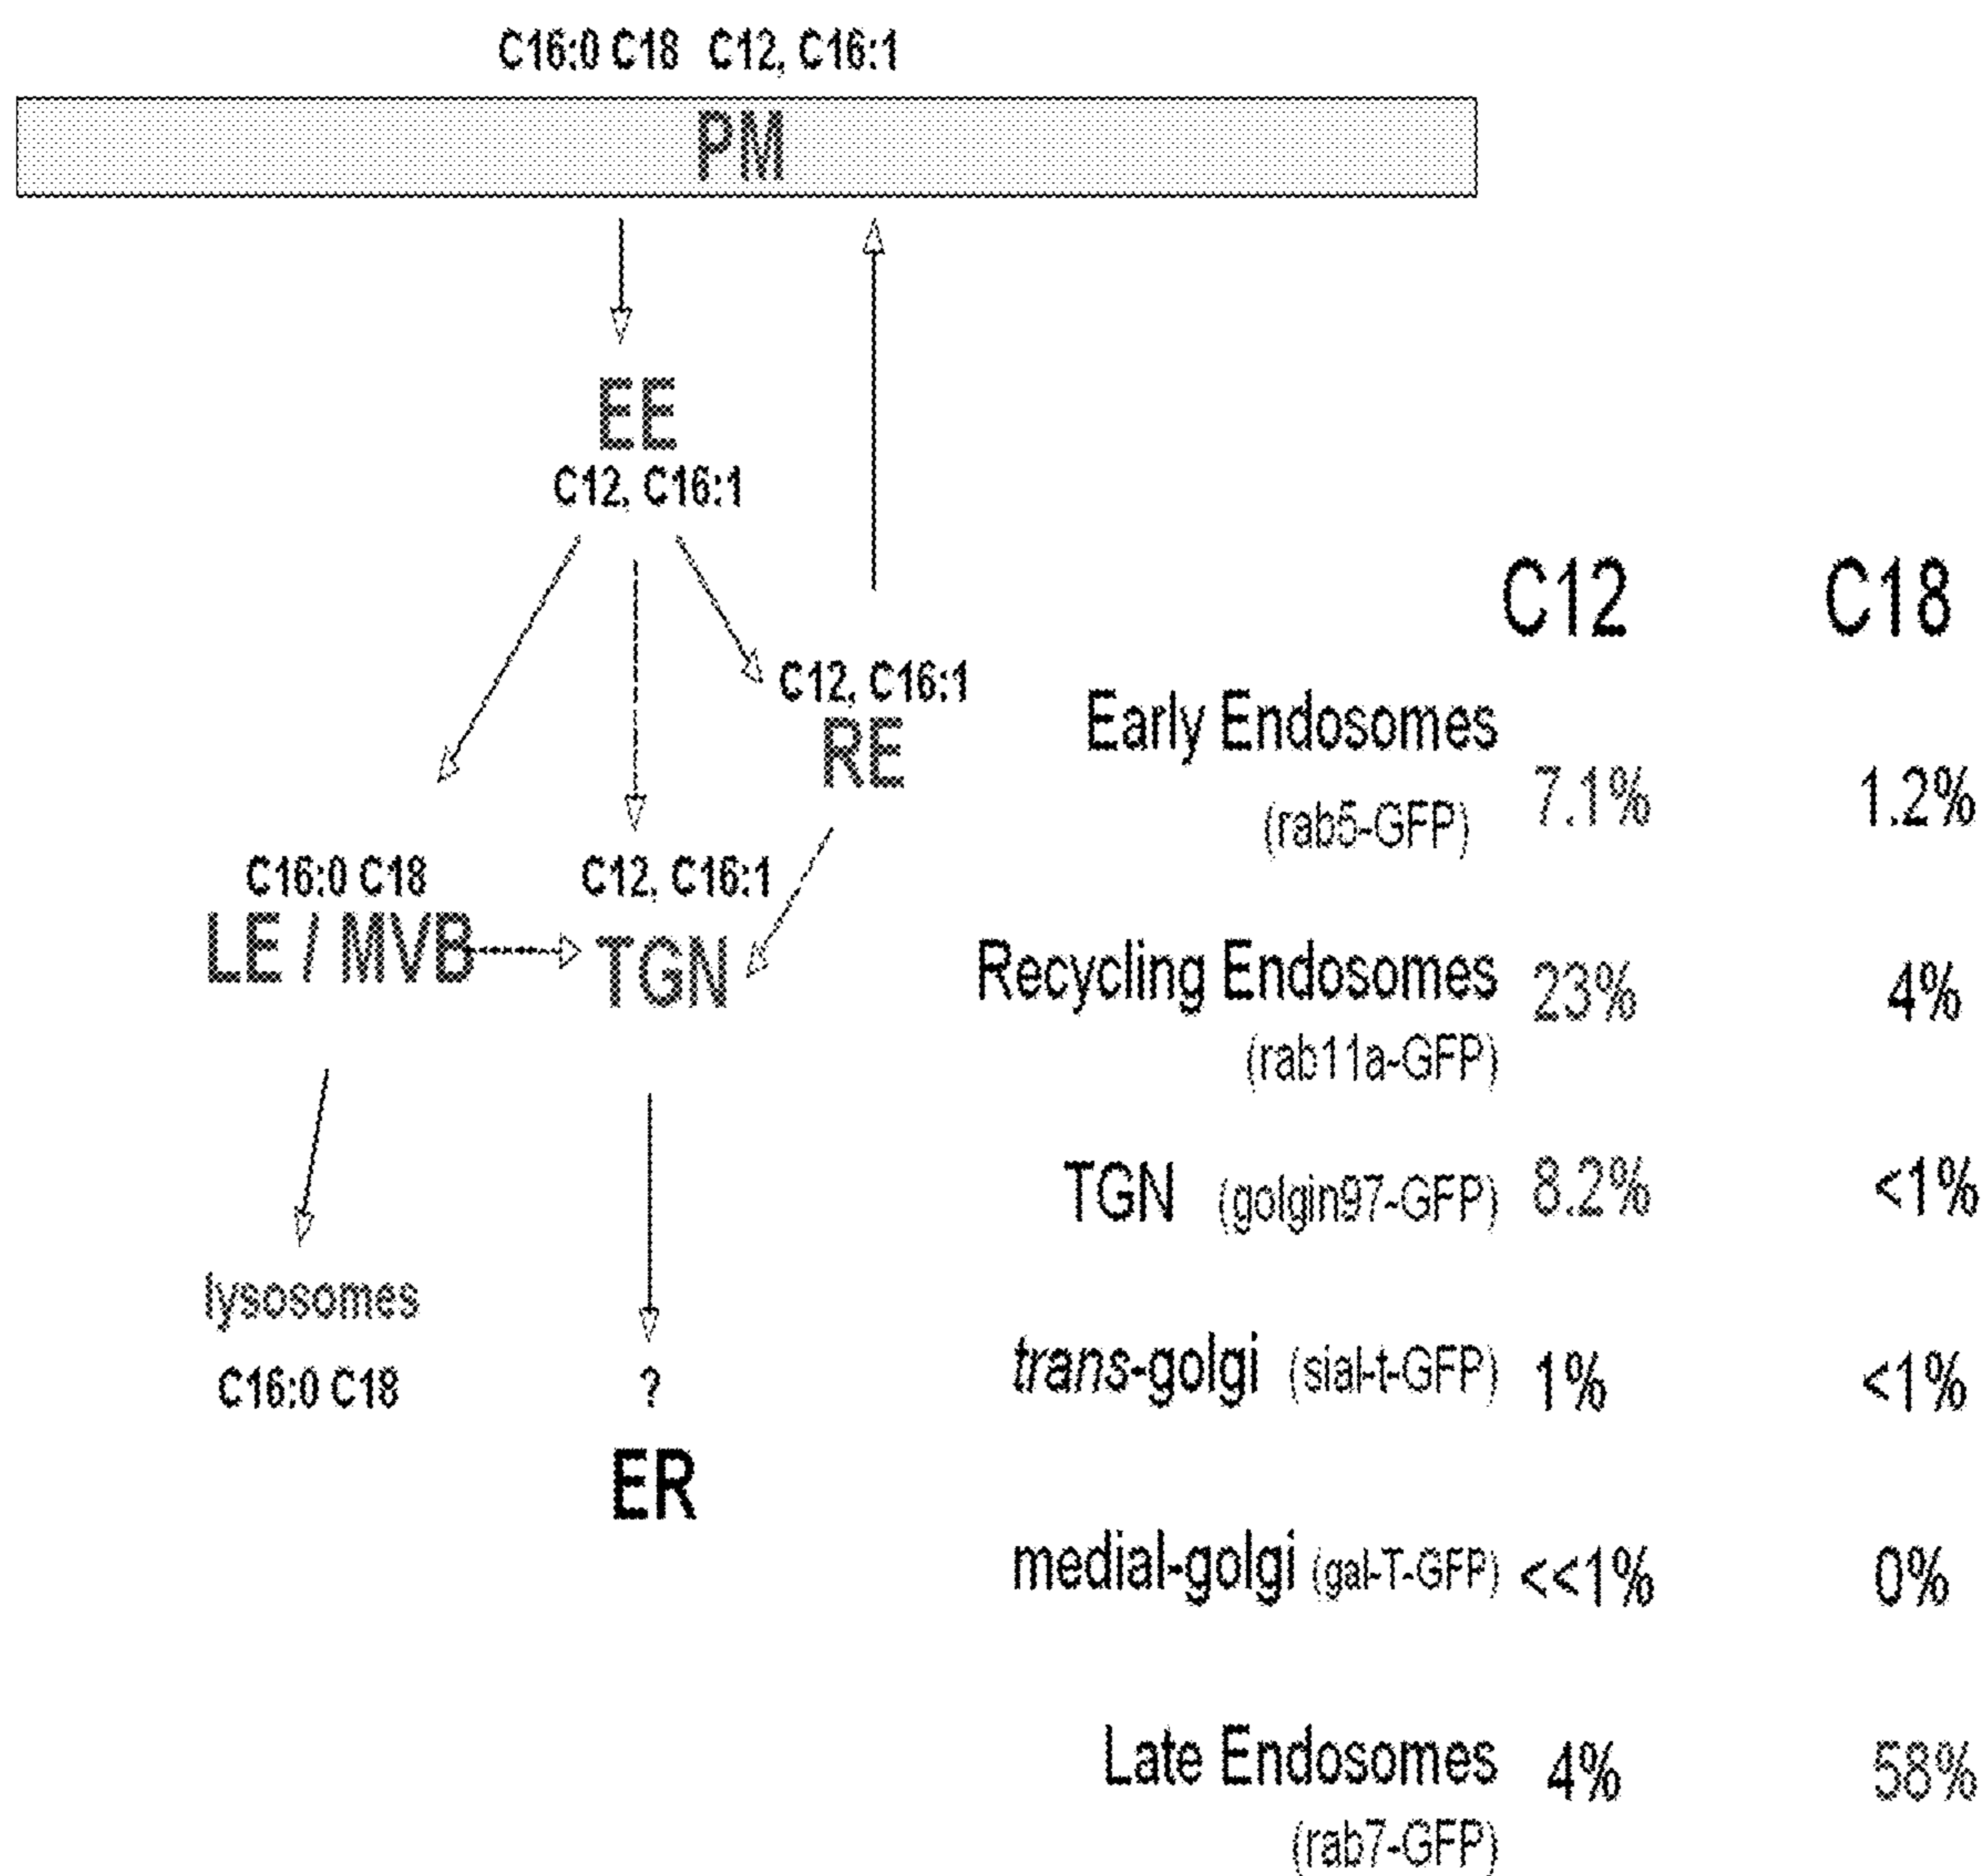 C16:0 C18 C12, C16:1
PM
EE
C12, C16:1
C12, C16:1
RE
C16:0 C18
LE / MVB
C12, C16:1
TGN
lysosomes
C16:0 C18
?
ER
C12 C18
Early Endosomes
(rab5-GFP) 7.1% 1.2%
Recycling Endosomes 23% 4%
(rab11a-GFP)
TGN (golgin97-GFP) 8.2% <1%
trans-golgi (sial-t-GFP) 1% <1%
medial-golgi (gal-T-GFP) <<1% 0%
Late Endosomes 4% 58%
(rab7-GFP)